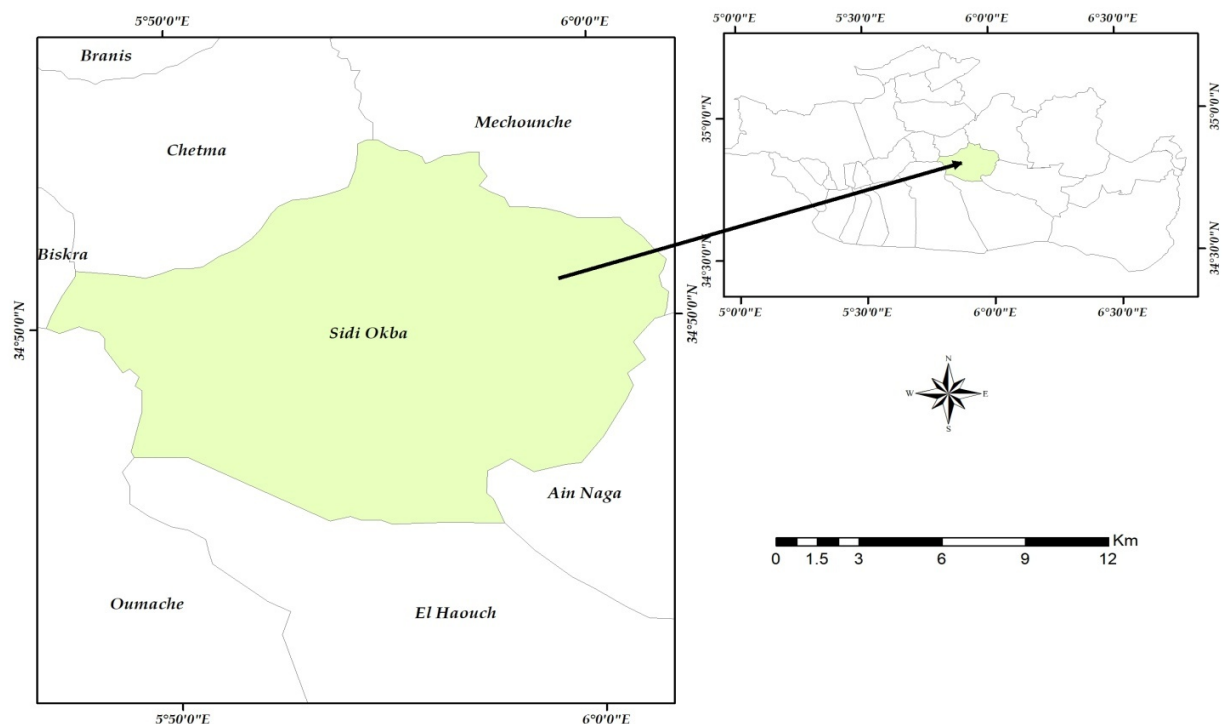 5°50'0"E 6°0'0"E
Branis
Mechounche
Chetma
Biskra
34°50'0"N
34°50'0"N
Sidi Okba
Ain Naga
Oumache
El Haouch
5°50'0"E 6°0'0"E
5°0'0"E 5°30'0"E 6°0'0"E 6°30'0"E
35°0'0"N
35°0'0"N
34°30'0"N
34°30'0"N
5°0'0"E 5°30'0"E 6°0'0"E 6°30'0"E
N
W E
S
Km
0 1.5 3 6 9 12